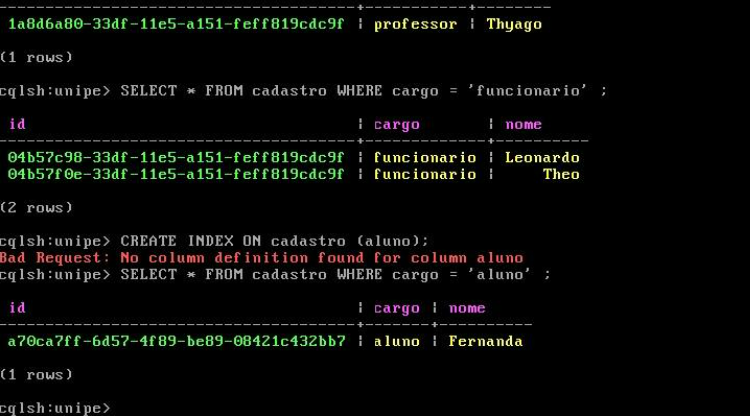 1a8d6a80-33df-11e5-a151-feff819cdc9f | professor | Thyago
(1 rows)
cqlsh:unipe> SELECT * FROM cadastro WHERE cargo = 'funcionario' ;
id | cargo | nome
04b57c98-33df-11e5-a151-feff819cdc9f | funcionario | Leonardo
04b57f0e-33df-11e5-a151-feff819cdc9f | funcionario | Theo
(2 rows)
cqlsh:unipe> CREATE INDEX ON cadastro (aluno);
Bad Request: No column definition found for column aluno
cqlsh:unipe> SELECT * FROM cadastro WHERE cargo = 'aluno' ;
id | cargo | nome
a70ca7ff-6d57-4f89-be89-08421c432bb7 | aluno | Fernanda
(1 rows)
cqlsh:unipe>